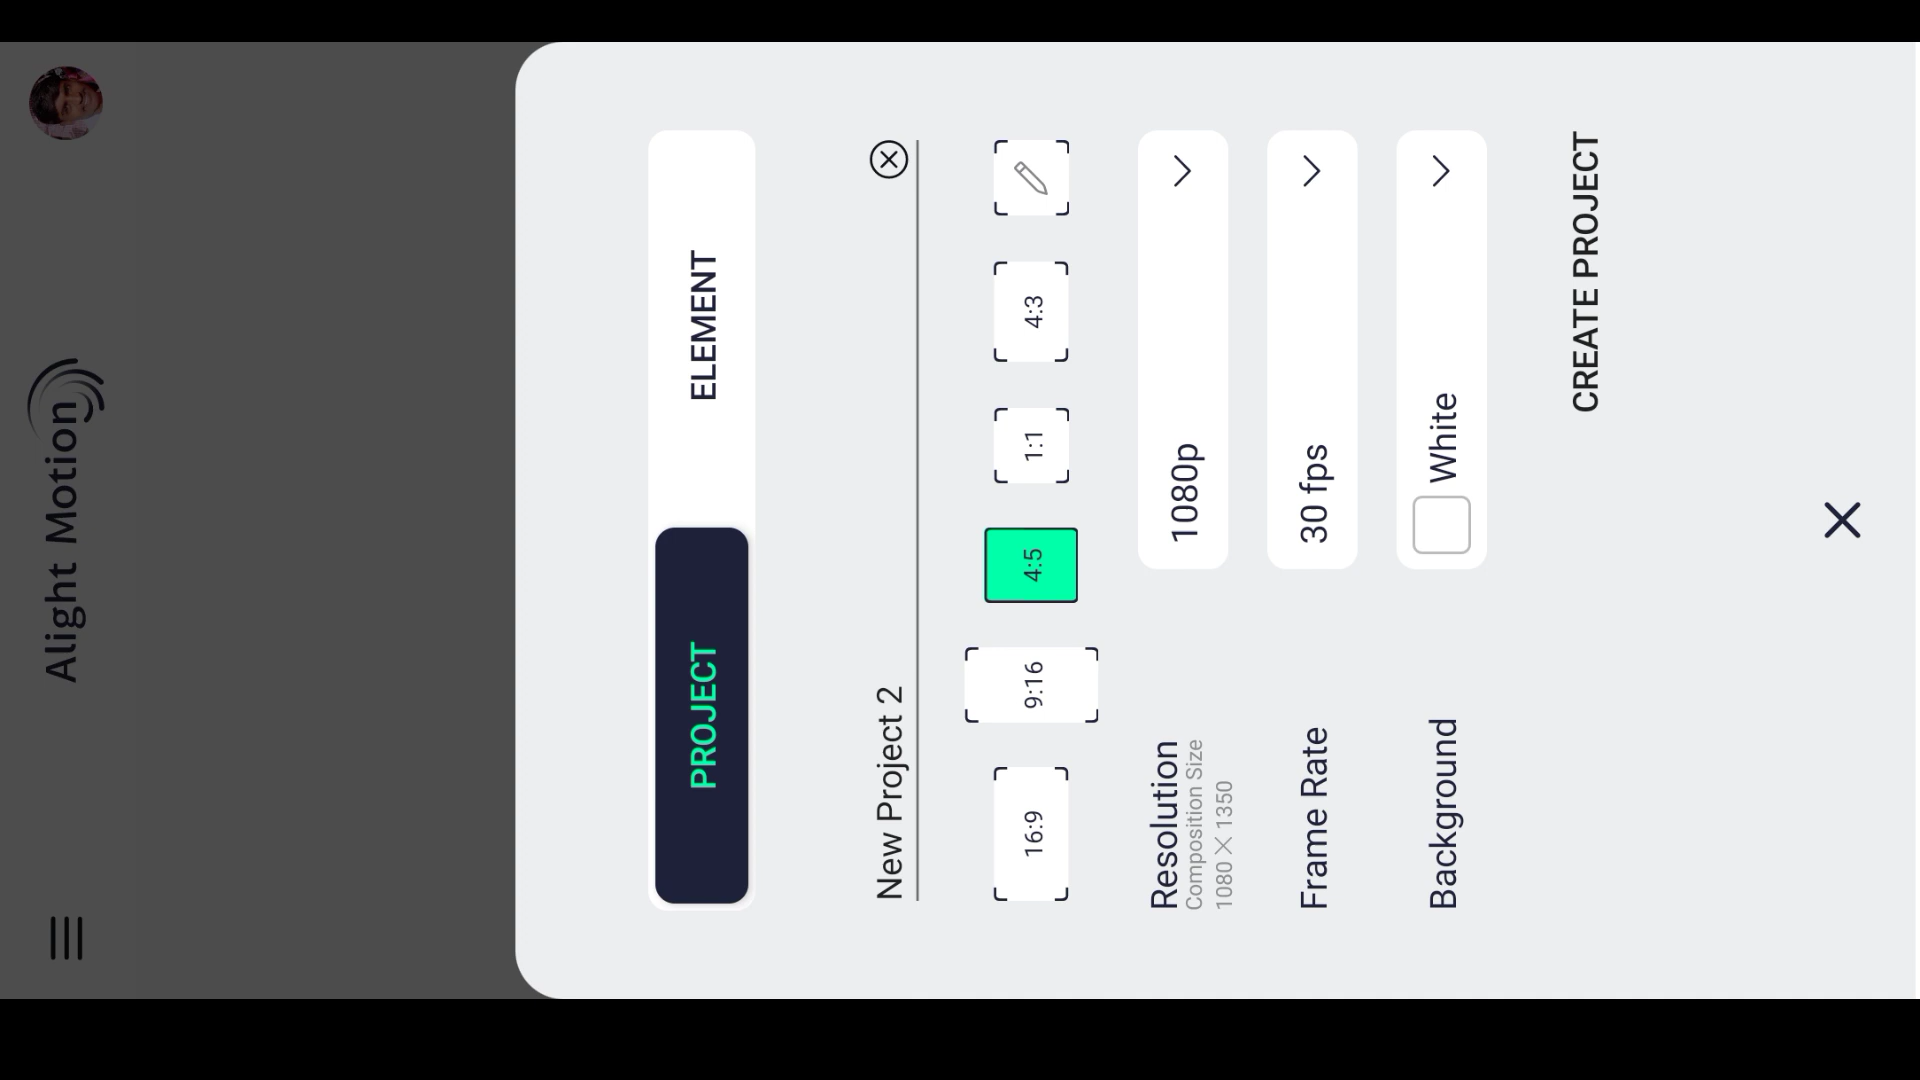 Alight Motion
PROJECT
ELEMENT
New Project 2
16:9
9:16
4:5
1:1
4:3
Resolution
1080p
Composition Size
1080 × 1350
Frame Rate
30 fps
Background
White
CREATE PROJECT